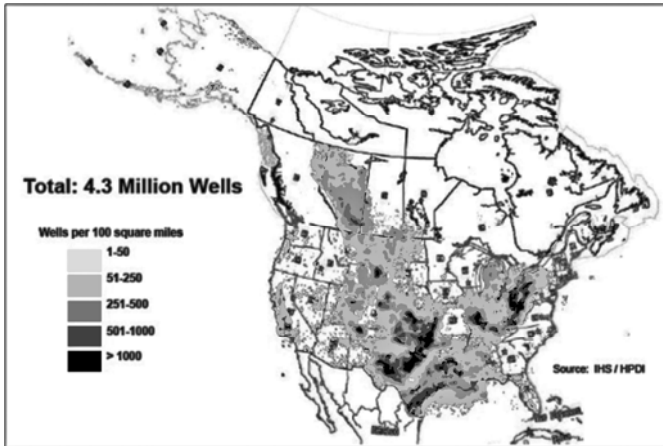 Total: 4.3 Million Wells
Wells per 100 square miles
1-50
51-250
251-500
501-1000
> 1000
Source: IHS / HPDI